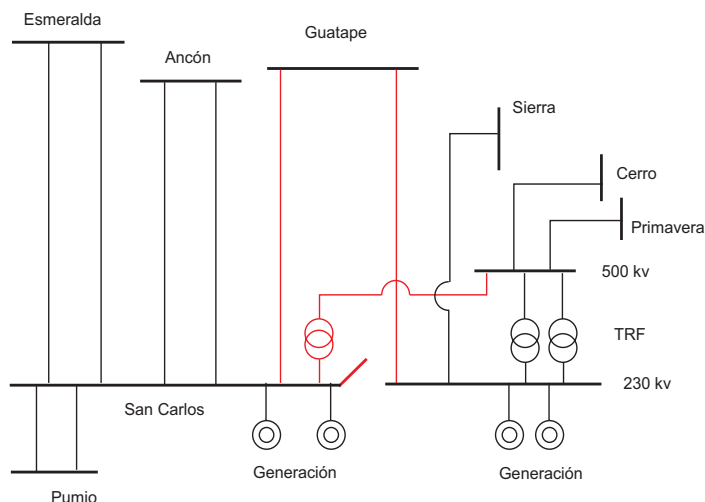 Esmeralda
Ancón
Guatape
Sierra
Cerro
Primavera
500 kv
TRF
230 kv
San Carlos
Generación
Generación
Pumio